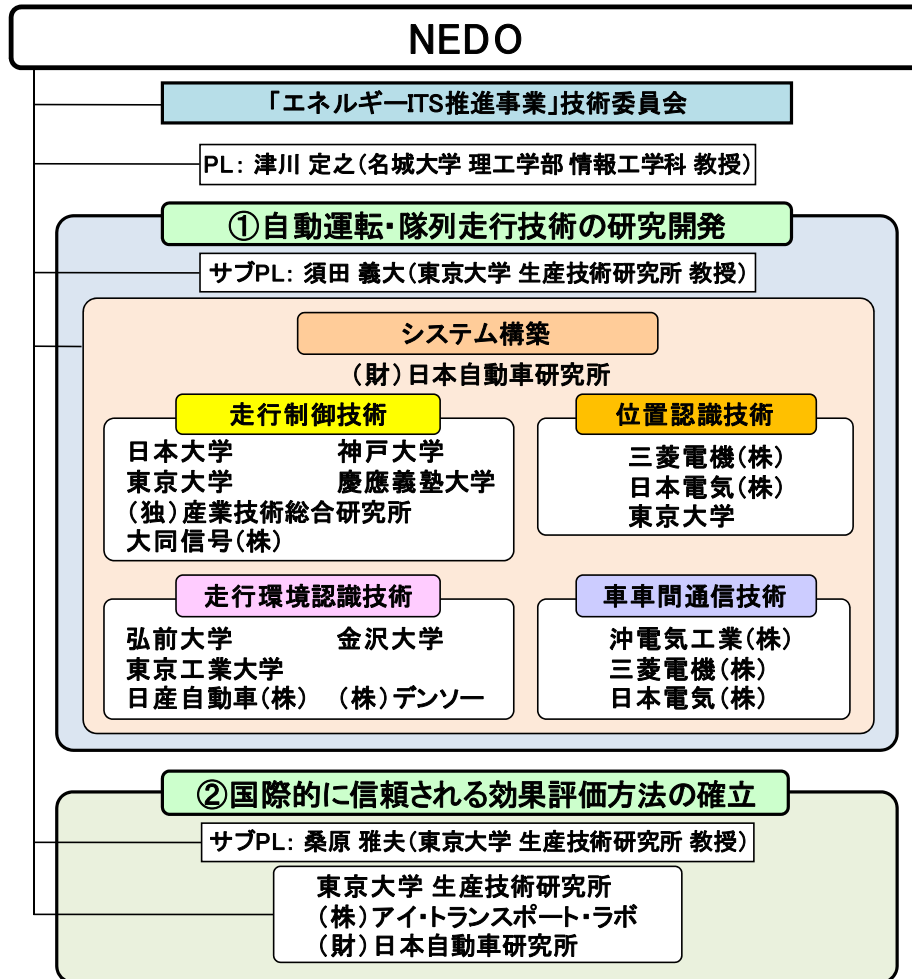 NEDO
「エネルギーITS推進事業」技術委員会
PL: 津川 定之(名城大学 理工学部 情報工学科 教授)
①自動運転・隊列走行技術の研究開発
サブPL: 須田 義大(東京大学 生産技術研究所 教授)
システム構築
(財)日本自動車研究所
走行制御技術
日本大学 神戸大学
東京大学 慶應義塾大学
(独)産業技術総合研究所
大同信号(株)
位置認識技術
三菱電機(株)
日本電気(株)
東京大学
走行環境認識技術
弘前大学 金沢大学
東京工業大学
日産自動車(株) (株)デンソー
車車間通信技術
沖電気工業(株)
三菱電機(株)
日本電気(株)
②国際的に信頼される効果評価方法の確立
サブPL: 桑原 雅夫(東京大学 生産技術研究所 教授)
東京大学 生産技術研究所
(株)アイ・トランスポート・ラボ
(財)日本自動車研究所